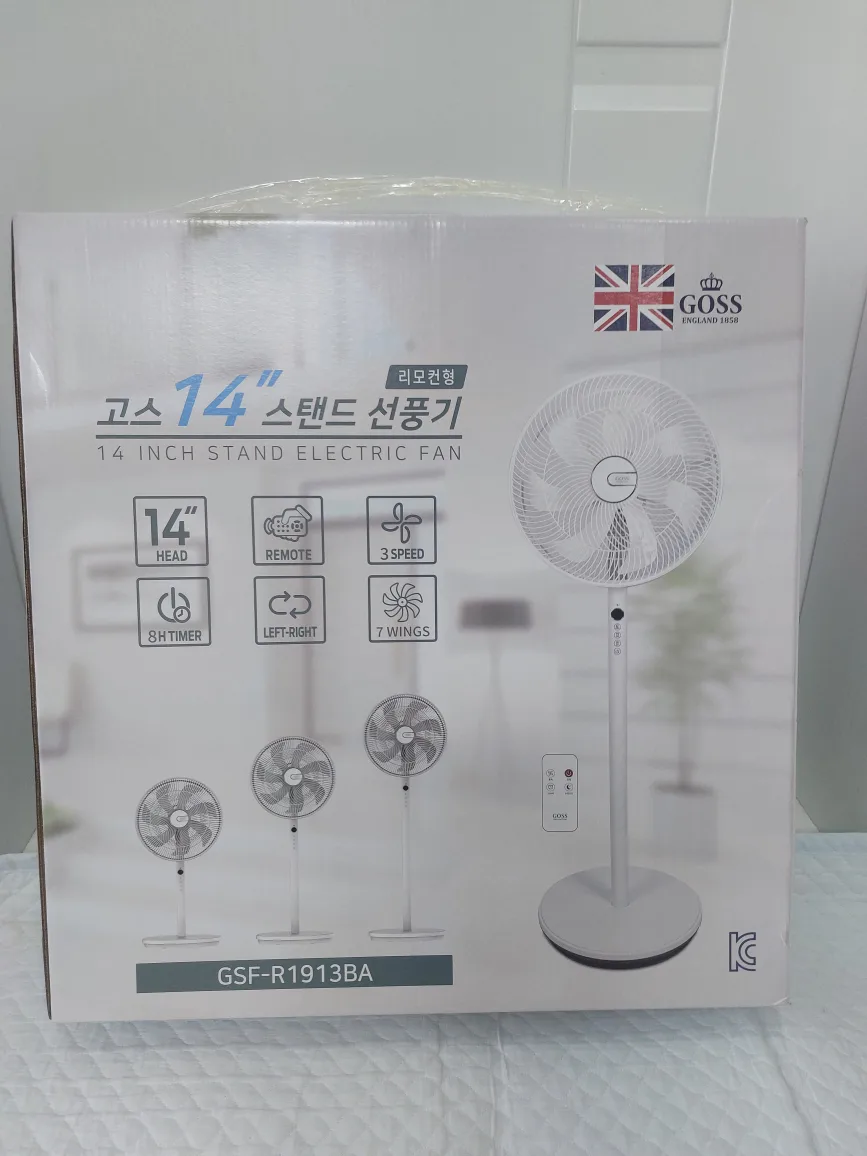 GOSS
ENGLAND 1858
리모컨형
고스 14" 스탠드 선풍기
14 INCH STAND ELECTRIC FAN
14"
HEAD
REMOTE
3 SPEED
8H TIMER
LEFT-RIGHT
7 WINGS
GOSS
GSF-R1913BA